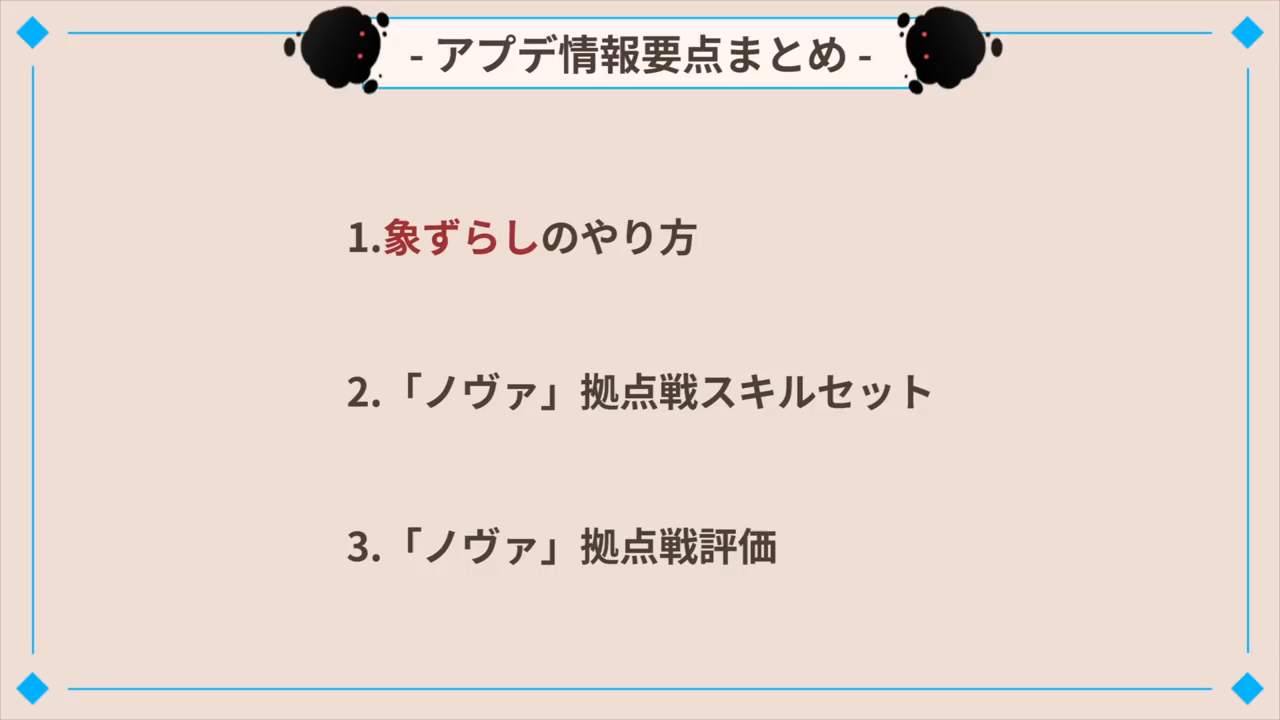 - アプデ情報要点まとめ -
1.象ずらしのやり方
2.「ノヴァ」拠点戦スキルセット
3.「ノヴァ」拠点戦評価